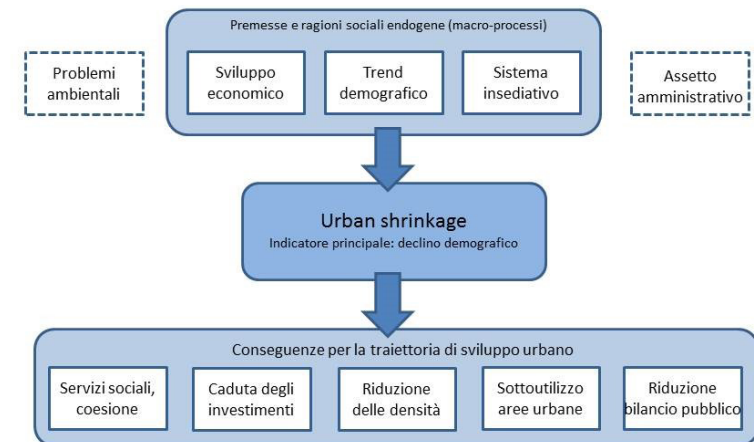 Premesse e ragioni sociali endogene (macro-processi)
Problemi
ambientali
Sviluppo
economico
Trend
demografico
Sistema
insediativo
Assetto
amministrativo
Urban shrinkage
Indicatore principale: declino demografico
Conseguenze per la traiettoria di sviluppo urbano
Servizi sociali,
coesione
Caduta degli
investimenti
Riduzione
delle densità
Sottoutilizzo
aree urbane
Riduzione
bilancio pubblico